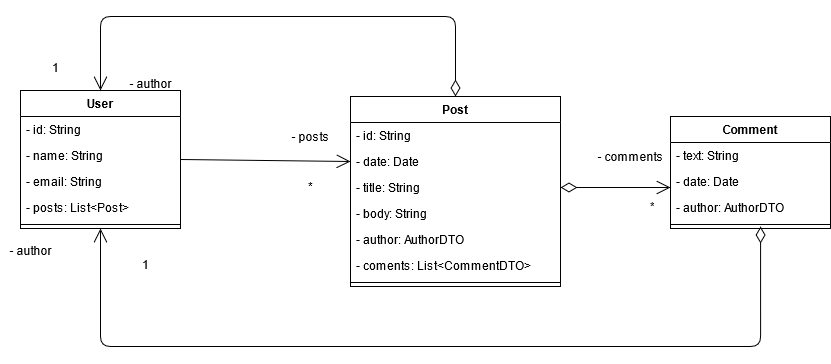 1
- author
User
- id: String
- name: String
- email: String
- posts: List<Post>
- author
1
- posts
*
Post
- id: String
- date: Date
- title: String
- body: String
- author: AuthorDTO
- coments: List<CommentDTO>
- comments
*
Comment
- text: String
- date: Date
- author: AuthorDTO